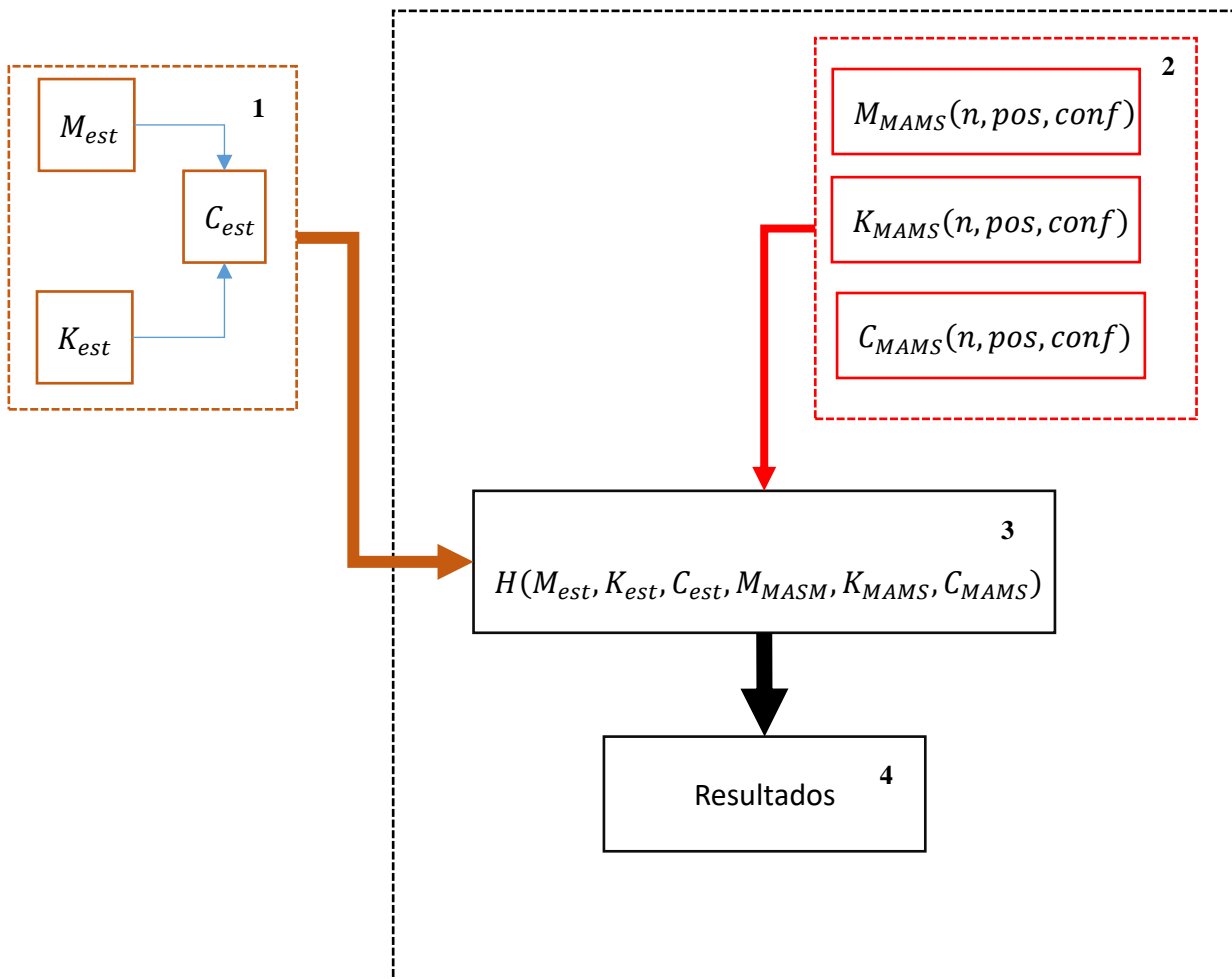 1
M_est
C_est
K_est
2
M_MAMS(n, pos, conf)
K_MAMS(n, pos, conf)
C_MAMS(n, pos, conf)
3
H(M_est, K_est, C_est, M_MASM, K_MAMS, C_MAMS)
4
Resultados